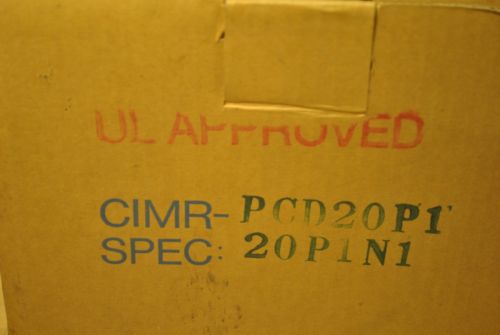 UL APPROVED
CIMR-PCD20P1
SPEC: 20P1N1